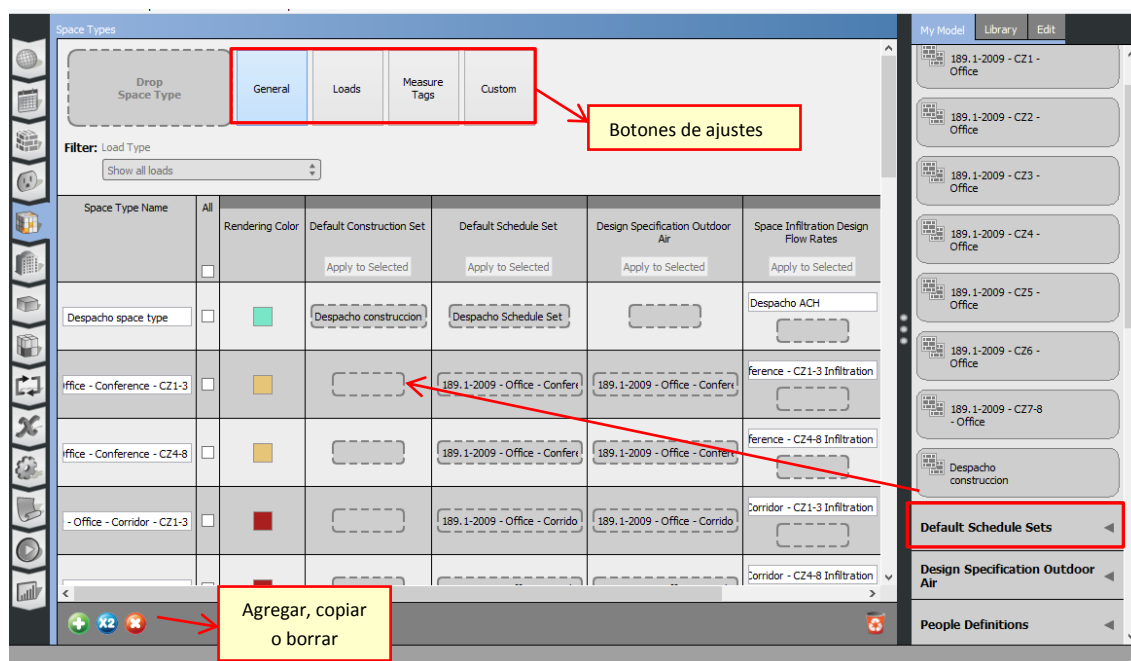 Space Types
My Model
Library
Edit
Drop
Space Type
General
Loads
Measure
Tags
Custom
Botones de ajustes
Filter: Load Type
Show all loads
Space Type Name
All
Rendering Color
Default Construction Set
Default Schedule Set
Design Specification Outdoor
Air
Space Infiltration Design
Flow Rates
Apply to Selected
Apply to Selected
Apply to Selected
Apply to Selected
Despacho space type
Despacho construccion
Despacho Schedule Set
Despacho ACH
ffice - Conference - CZ1-3
189.1-2009 - Office - Confere
189.1-2009 - Office - Confere
ference - CZ1-3 Infiltration
ffice - Conference - CZ4-8
189.1-2009 - Office - Confere
189.1-2009 - Office - Confere
ference - CZ4-8 Infiltration
- Office - Corridor - CZ1-3
189.1-2009 - Office - Corrido
189.1-2009 - Office - Corrido
Corridor - CZ1-3 Infiltration
Corridor - CZ4-8 Infiltration
X2
Agregar, copiar
o borrar
189.1-2009 - CZ1 -
Office
189.1-2009 - CZ2 -
Office
189.1-2009 - CZ3 -
Office
189.1-2009 - CZ4 -
Office
189.1-2009 - CZ5 -
Office
189.1-2009 - CZ6 -
Office
189.1-2009 - CZ7-8
- Office
Despacho
construccion
Default Schedule Sets
Design Specification Outdoor
Air
People Definitions